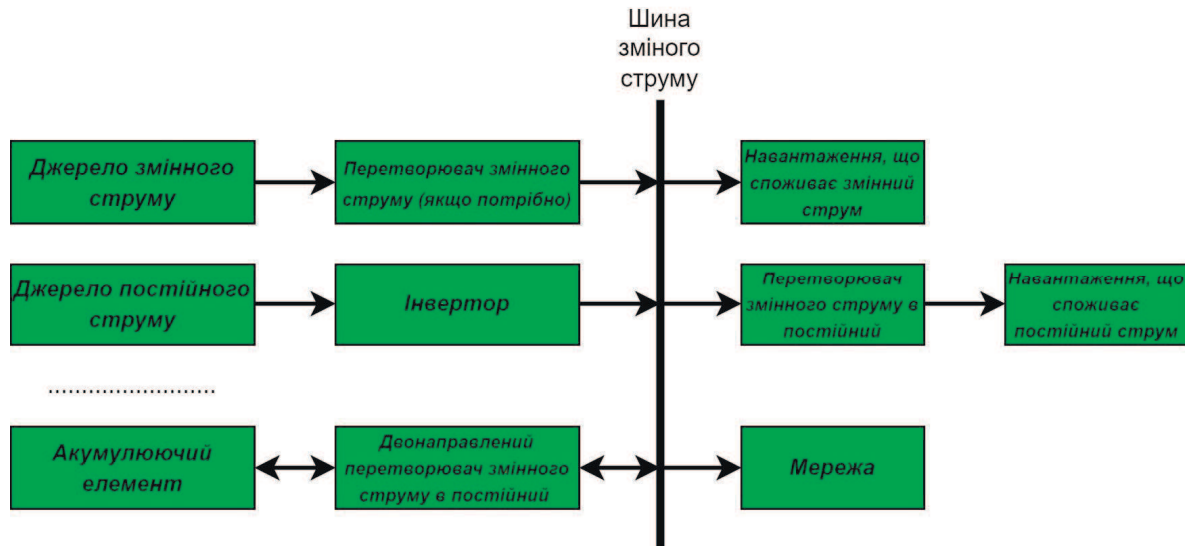 Шина
зміного
струму
Джерело змінного
струму
Перетворювач змінного
струму (якщо потрібно)
Навантаження, що
споживає змінний
струм
Джерело постійного
струму
Інвертор
Перетворювач
змінного струму в
постійний
Навантаження, що
споживає
постійний струм
........................
Акумулюючий
елемент
Двонаправлений
перетворювач змінного
струму в постійний
Мережа